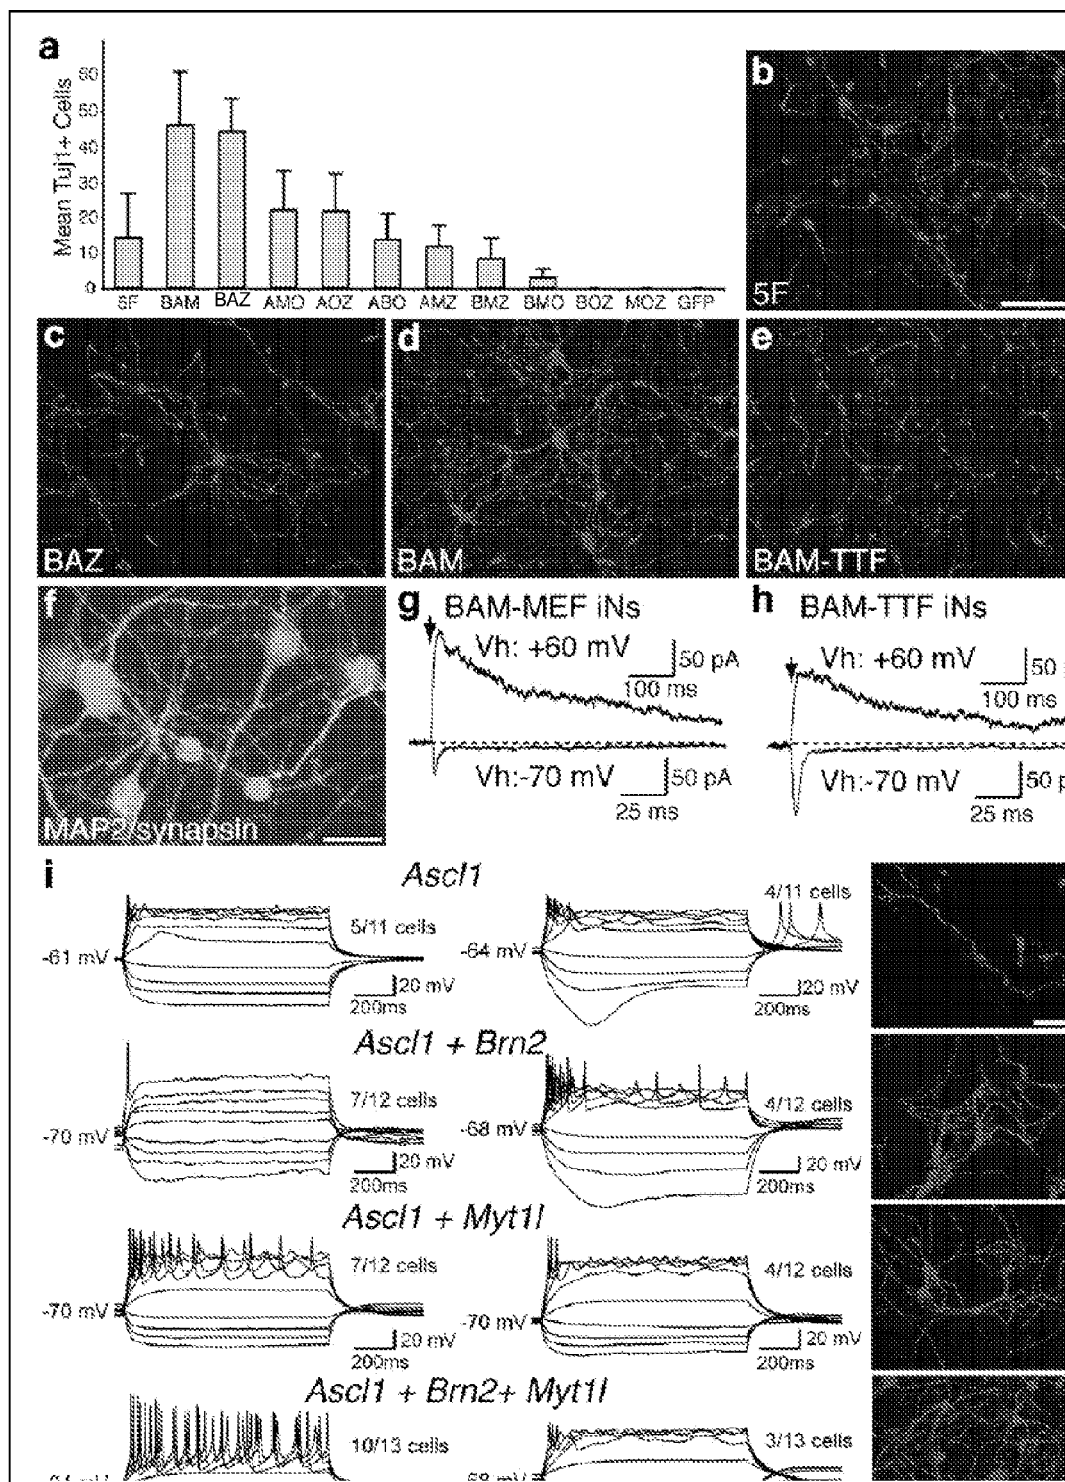 a
Mean Tuj1+ Cells
60
50
40
30
20
10
0
5F BAM BAZ AMO AOZ ABO AMZ BMZ BMO BOZ MOZ GFP
b
5F
c
BAZ
d
BAM
e
BAM-TTF
f
MAP2/synapsin
g BAM-MEF iNs
Vh: +60 mV
50 pA
100 ms
Vh:-70 mV
50 pA
25 ms
h BAM-TTF iNs
Vh: +60 mV
50 p
100 ms
Vh:-70 mV
50 p
25 ms
i
Ascl1
5/11 cells
-61 mV
20 mV
200ms
4/11 cells
-64 mV
20 mV
200ms
Ascl1 + Brn2
7/12 cells
-70 mV
20 mV
200ms
4/12 cells
-68 mV
20 mV
200ms
Ascl1 + Myt1l
7/12 cells
-70 mV
20 mV
200ms
4/12 cells
-70 mV
20 mV
200ms
Ascl1 + Brn2+ Myt1l
10/13 cells
3/13 cells